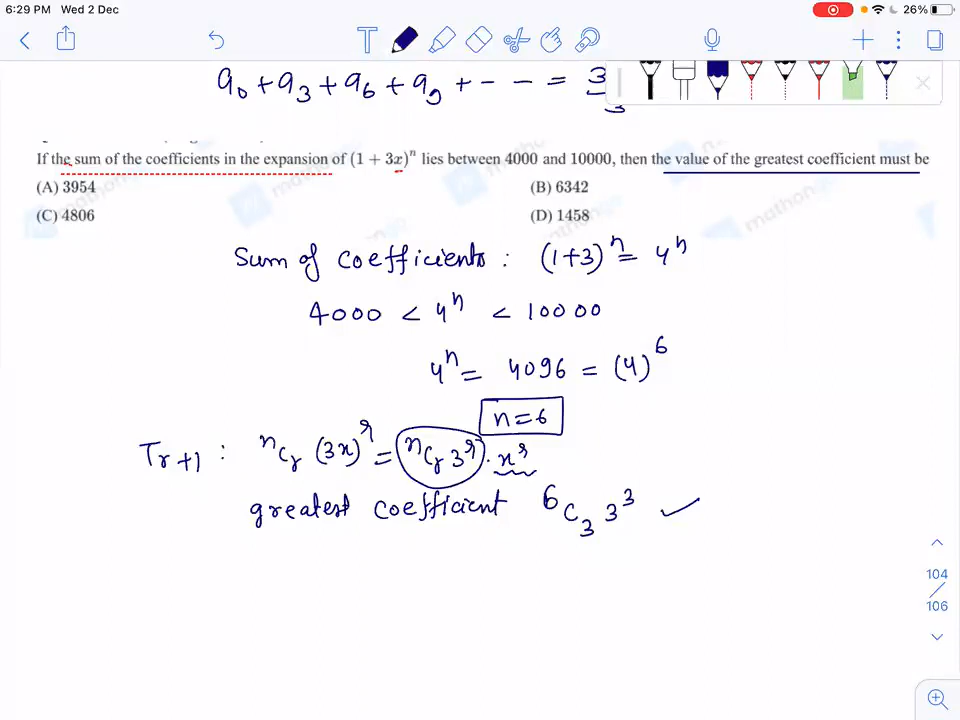 6:29 PM Wed 2 Dec
26%
a₀ + a₃ + a₆ + a₉ + - - = 3
If the sum of the coefficients in the expansion of (1 + 3x)ⁿ lies between 4000 and 10000, then the value of the greatest coefficient must be
(A) 3954 (B) 6342
(C) 4806 (D) 1458
Sum of coefficients : (1+3)ⁿ = 4ⁿ
4000 < 4ⁿ < 10000
4ⁿ = 4096 = (4)⁶
n=6
Tr+1 : ⁿCr (3x)ʳ = ⁿCr 3ʳ · xʳ
greatest coefficient ⁶C₃ 3³ ✓
104
106
mathongo